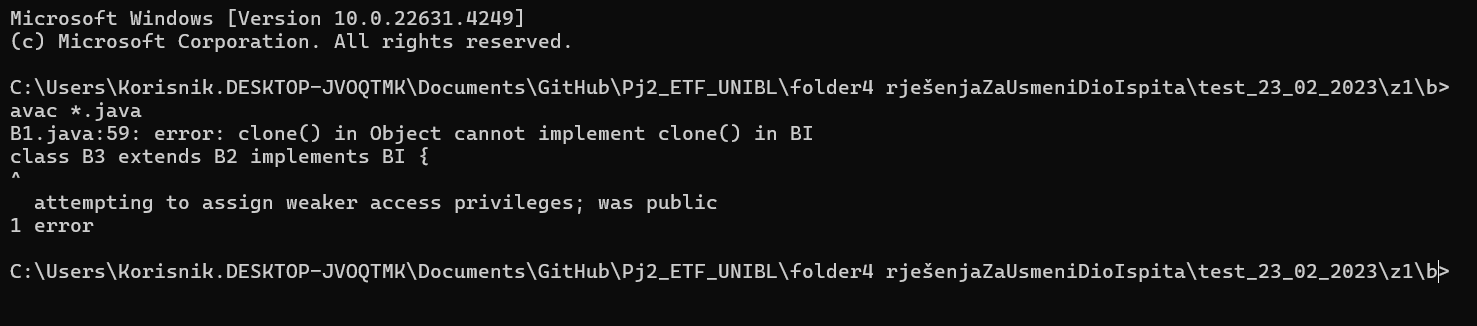 Microsoft Windows [Version 10.0.22631.4249]
(c) Microsoft Corporation. All rights reserved.
C:\Users\Korisnik.DESKTOP-JVOQTMK\Documents\GitHub\Pj2_ETF_UNIBL\folder4 rješenjaZaUsmeniDioIspita\test_23_02_2023\z1\b>
avac *.java
B1.java:59: error: clone() in Object cannot implement clone() in BI
class B3 extends B2 implements BI {
^
  attempting to assign weaker access privileges; was public
1 error
C:\Users\Korisnik.DESKTOP-JVOQTMK\Documents\GitHub\Pj2_ETF_UNIBL\folder4 rješenjaZaUsmeniDioIspita\test_23_02_2023\z1\b>